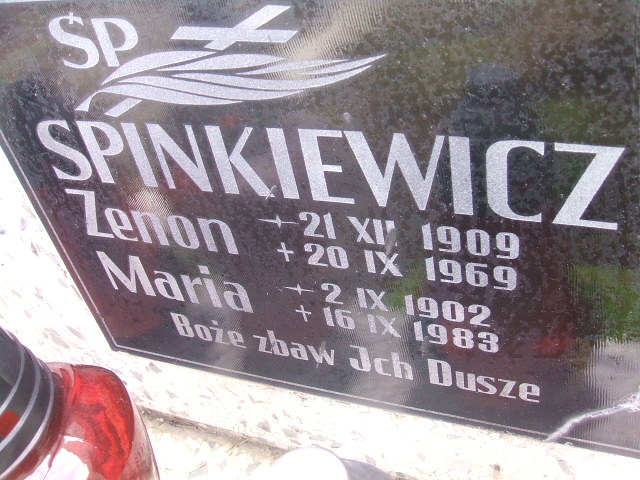 ŚP
SPINKIEWICZ
Zenon 21 XII 1909
+ 20 IX 1969
Maria 2 IX 1902
+ 16 IX 1983
Boże zbaw Jch Dusze